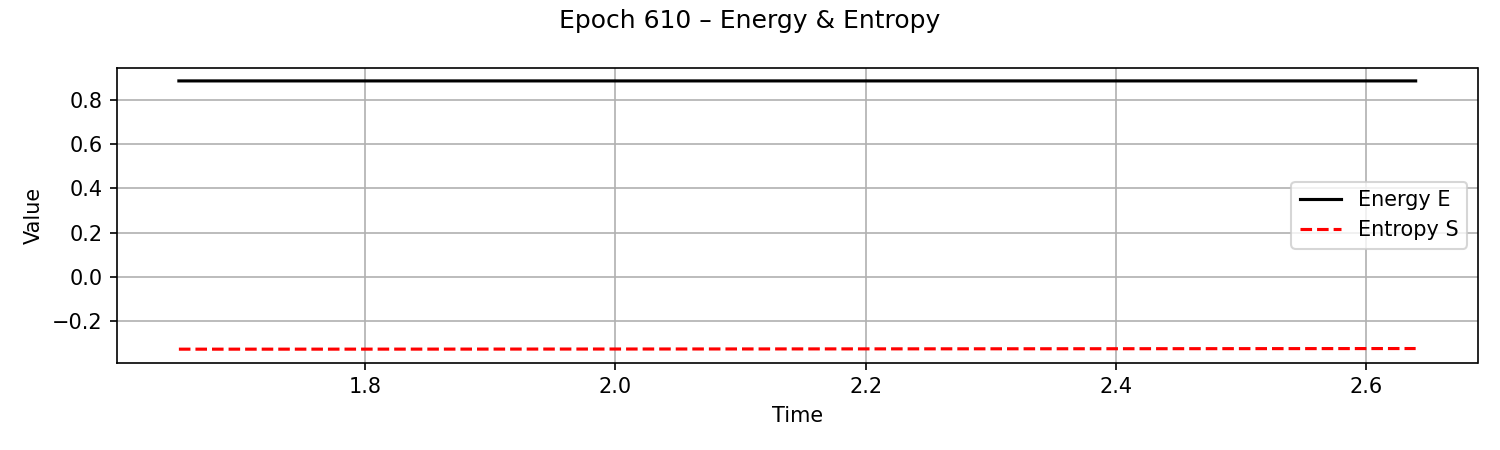 Epoch 610 – Energy & Entropy
Value
0.8
0.6
0.4
0.2
0.0
−0.2
Energy E
Entropy S
1.8 2.0 2.2 2.4 2.6
Time